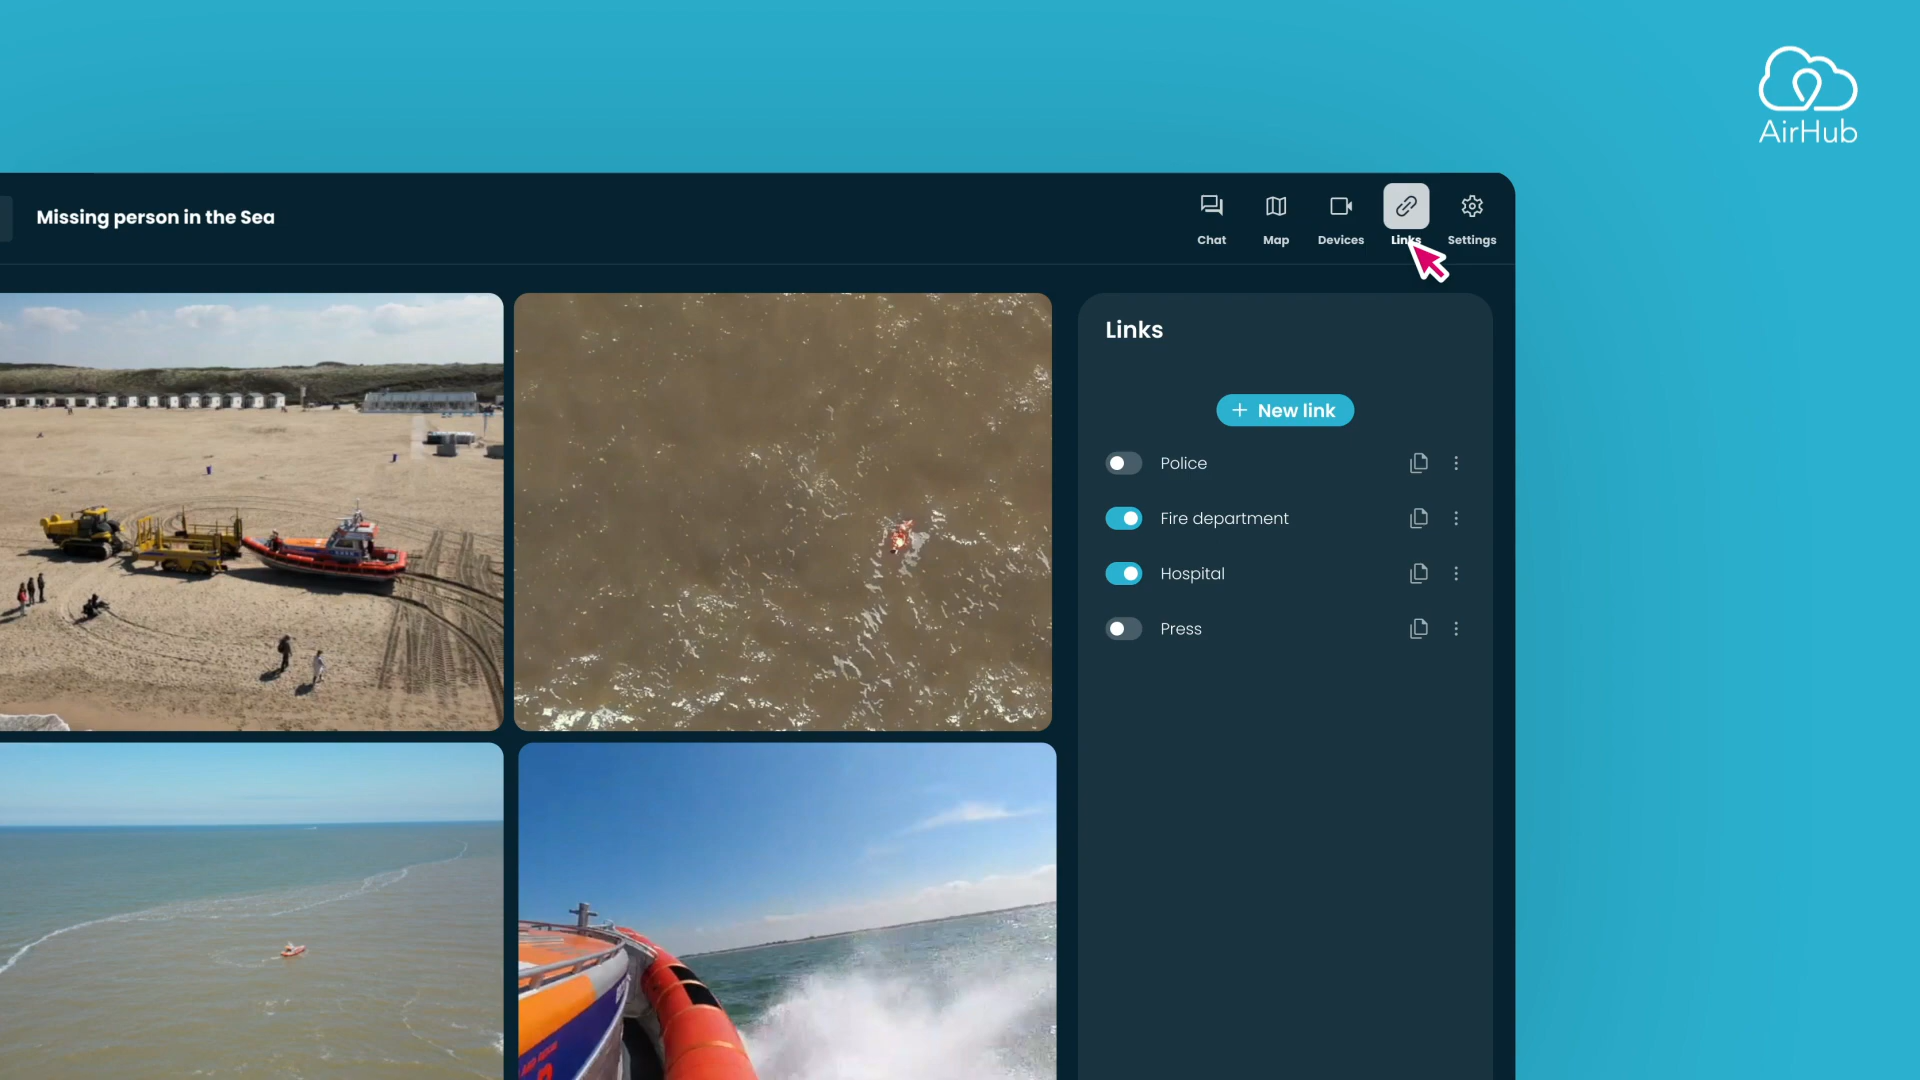 AirHub
Missing person in the Sea
Chat
Map
Devices
Links
Settings
Links
+ New link
Police
Fire department
Hospital
Press